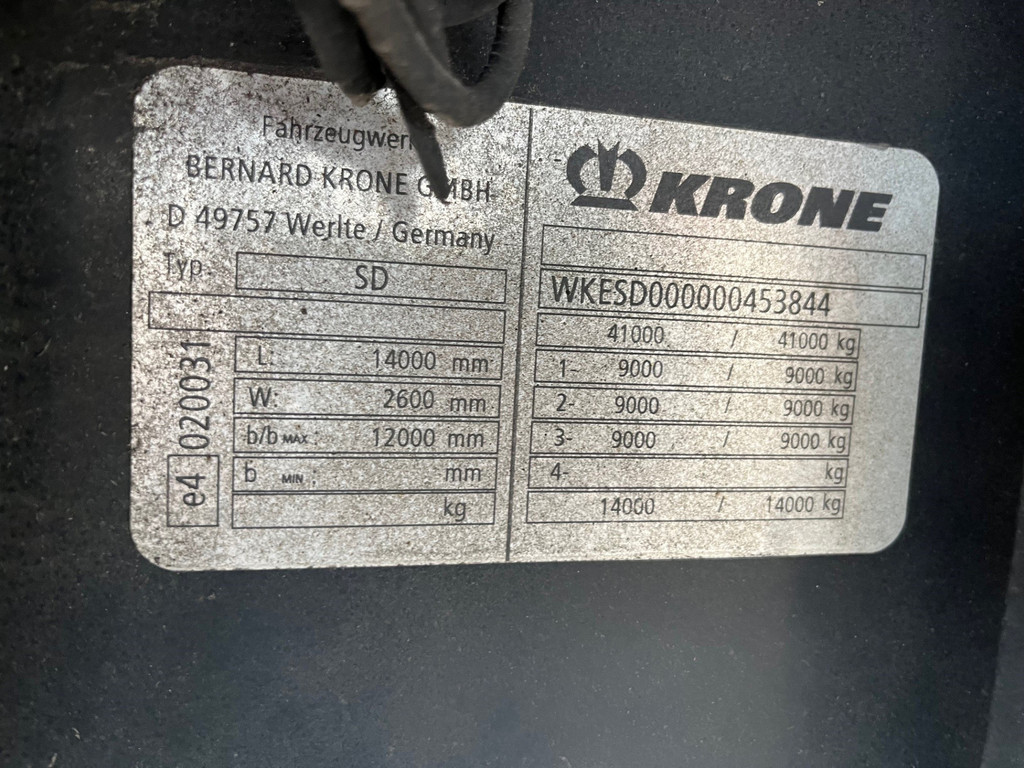 Fahrzeugwer
BERNARD KRONE GMBH
D 49757 Werlte / Germany
Typ SD
L: 14000 mm
W: 2600 mm
b/b MAX: 12000 mm
b MIN: mm
kg
e4 020031
KRONE
WKESD000000453844
41000 / 41000 kg
1- 9000 / 9000 kg
2- 9000 / 9000 kg
3- 9000 / 9000 kg
4- kg
14000 / 14000 kg